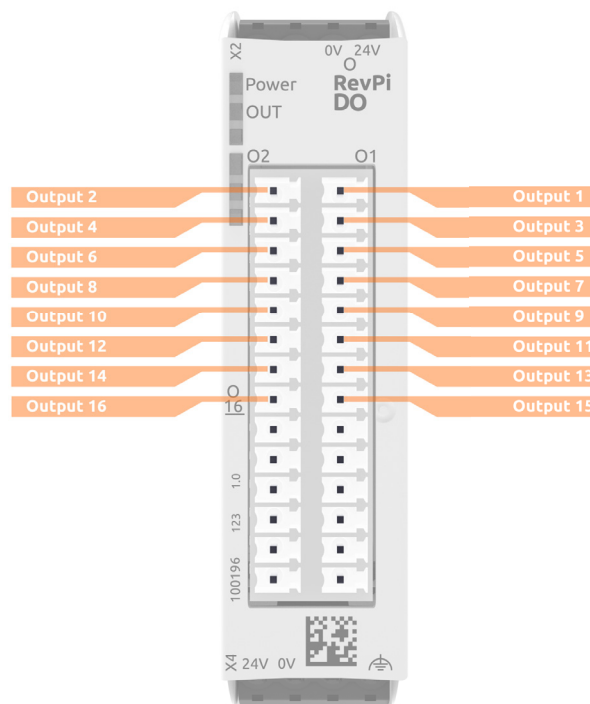 X2
0V 24V
O
Power
RevPi
OUT
DO
O2
O1
Output 2
Output 1
Output 4
Output 3
Output 6
Output 5
Output 8
Output 7
Output 10
Output 9
Output 12
Output 11
Output 14
Output 13
Output 16
Output 15
O
16
1.0
123
100196
X4 24V 0V